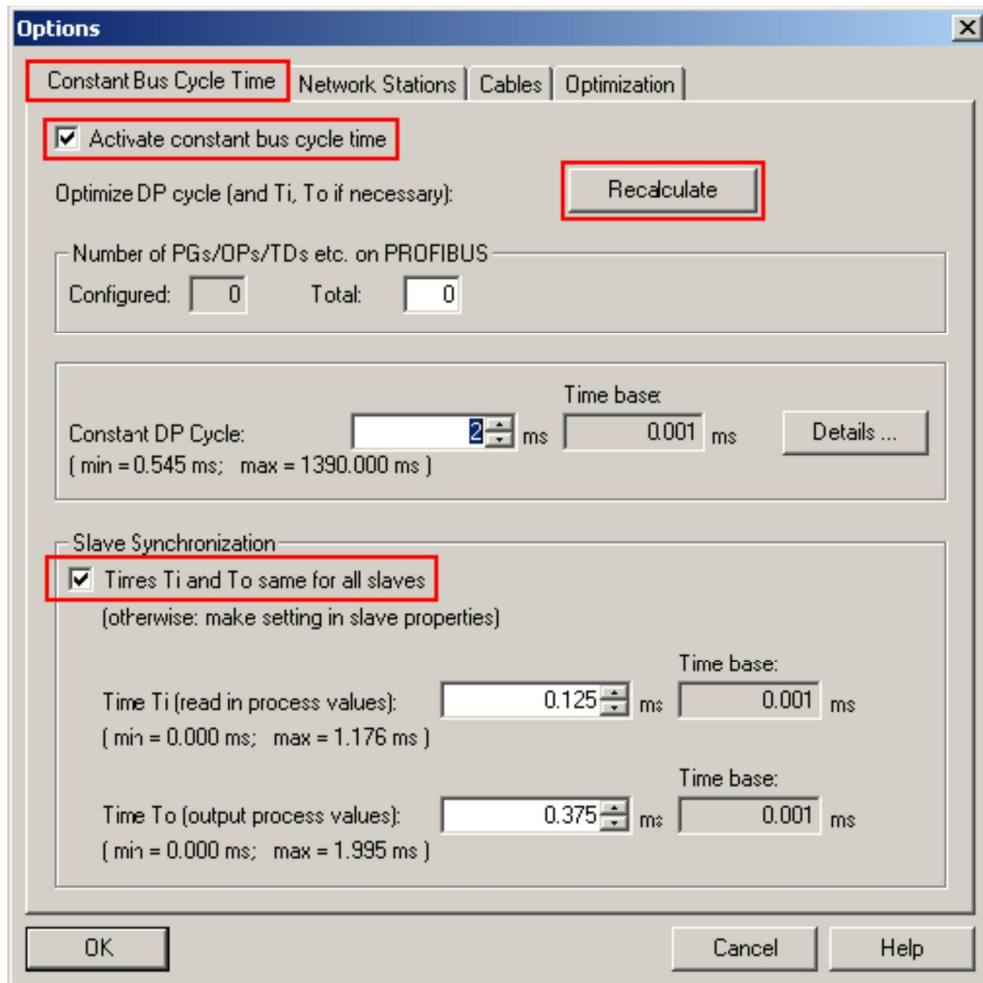 Options
Constant Bus Cycle Time Network Stations Cables Optimization
Activate constant bus cycle time
Optimize DP cycle (and Ti, To if necessary): Recalculate
Number of PGs/OPs/TDs etc. on PROFIBUS
Configured: 0 Total: 0
Time base:
Constant DP Cycle: 2 ms 0.001 ms Details ...
( min = 0.545 ms; max = 1390.000 ms )
Slave Synchronization
Times Ti and To same for all slaves
(otherwise: make setting in slave properties)
Time base:
Time Ti (read in process values): 0.125 ms 0.001 ms
( min = 0.000 ms; max = 1.176 ms )
Time base:
Time To (output process values): 0.375 ms 0.001 ms
( min = 0.000 ms; max = 1.995 ms )
OK Cancel Help